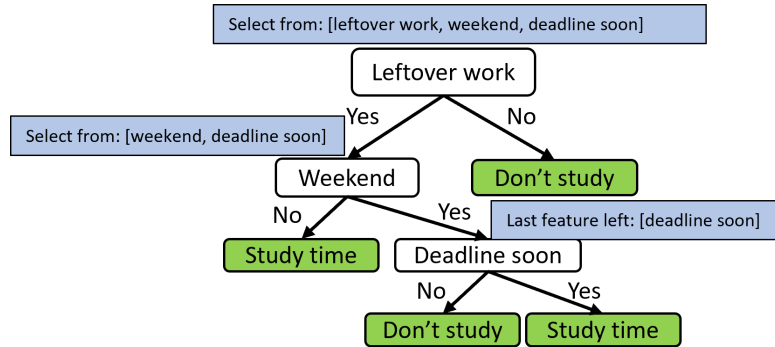 Select from: [leftover work, weekend, deadline soon]
Leftover work
Yes
No
Select from: [weekend, deadline soon]
Weekend
Don’t study
No
Yes
Last feature left: [deadline soon]
Study time
Deadline soon
No
Yes
Don’t study
Study time